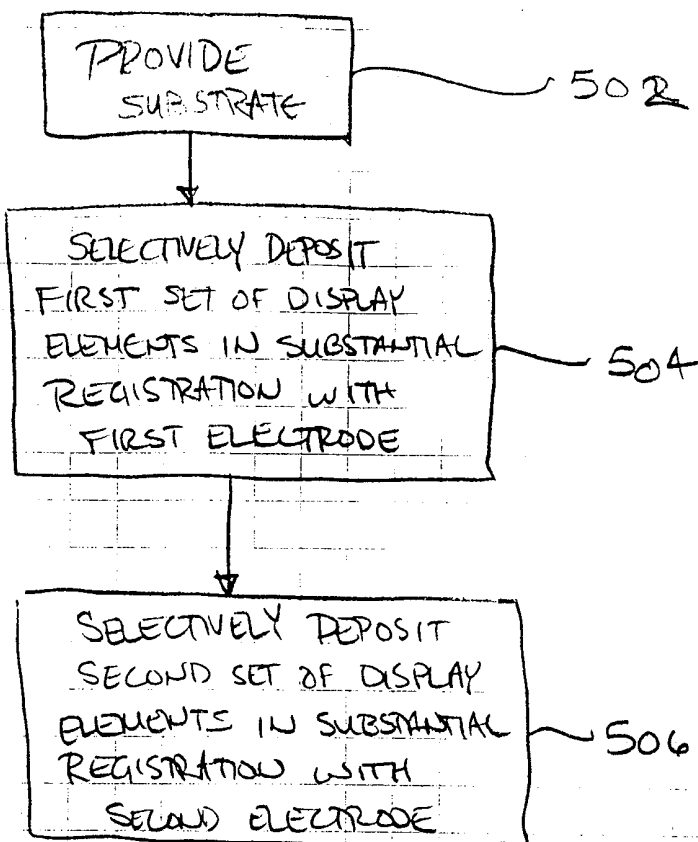 PROVIDE
SUBSTRATE
502
SELECTIVELY DEPOSIT
FIRST SET OF DISPLAY
ELEMENTS IN SUBSTANTIAL
REGISTRATION WITH
FIRST ELECTRODE
504
SELECTIVELY DEPOSIT
SECOND SET OF DISPLAY
ELEMENTS IN SUBSTANTIAL
REGISTRATION WITH
SECOND ELECTRODE
506